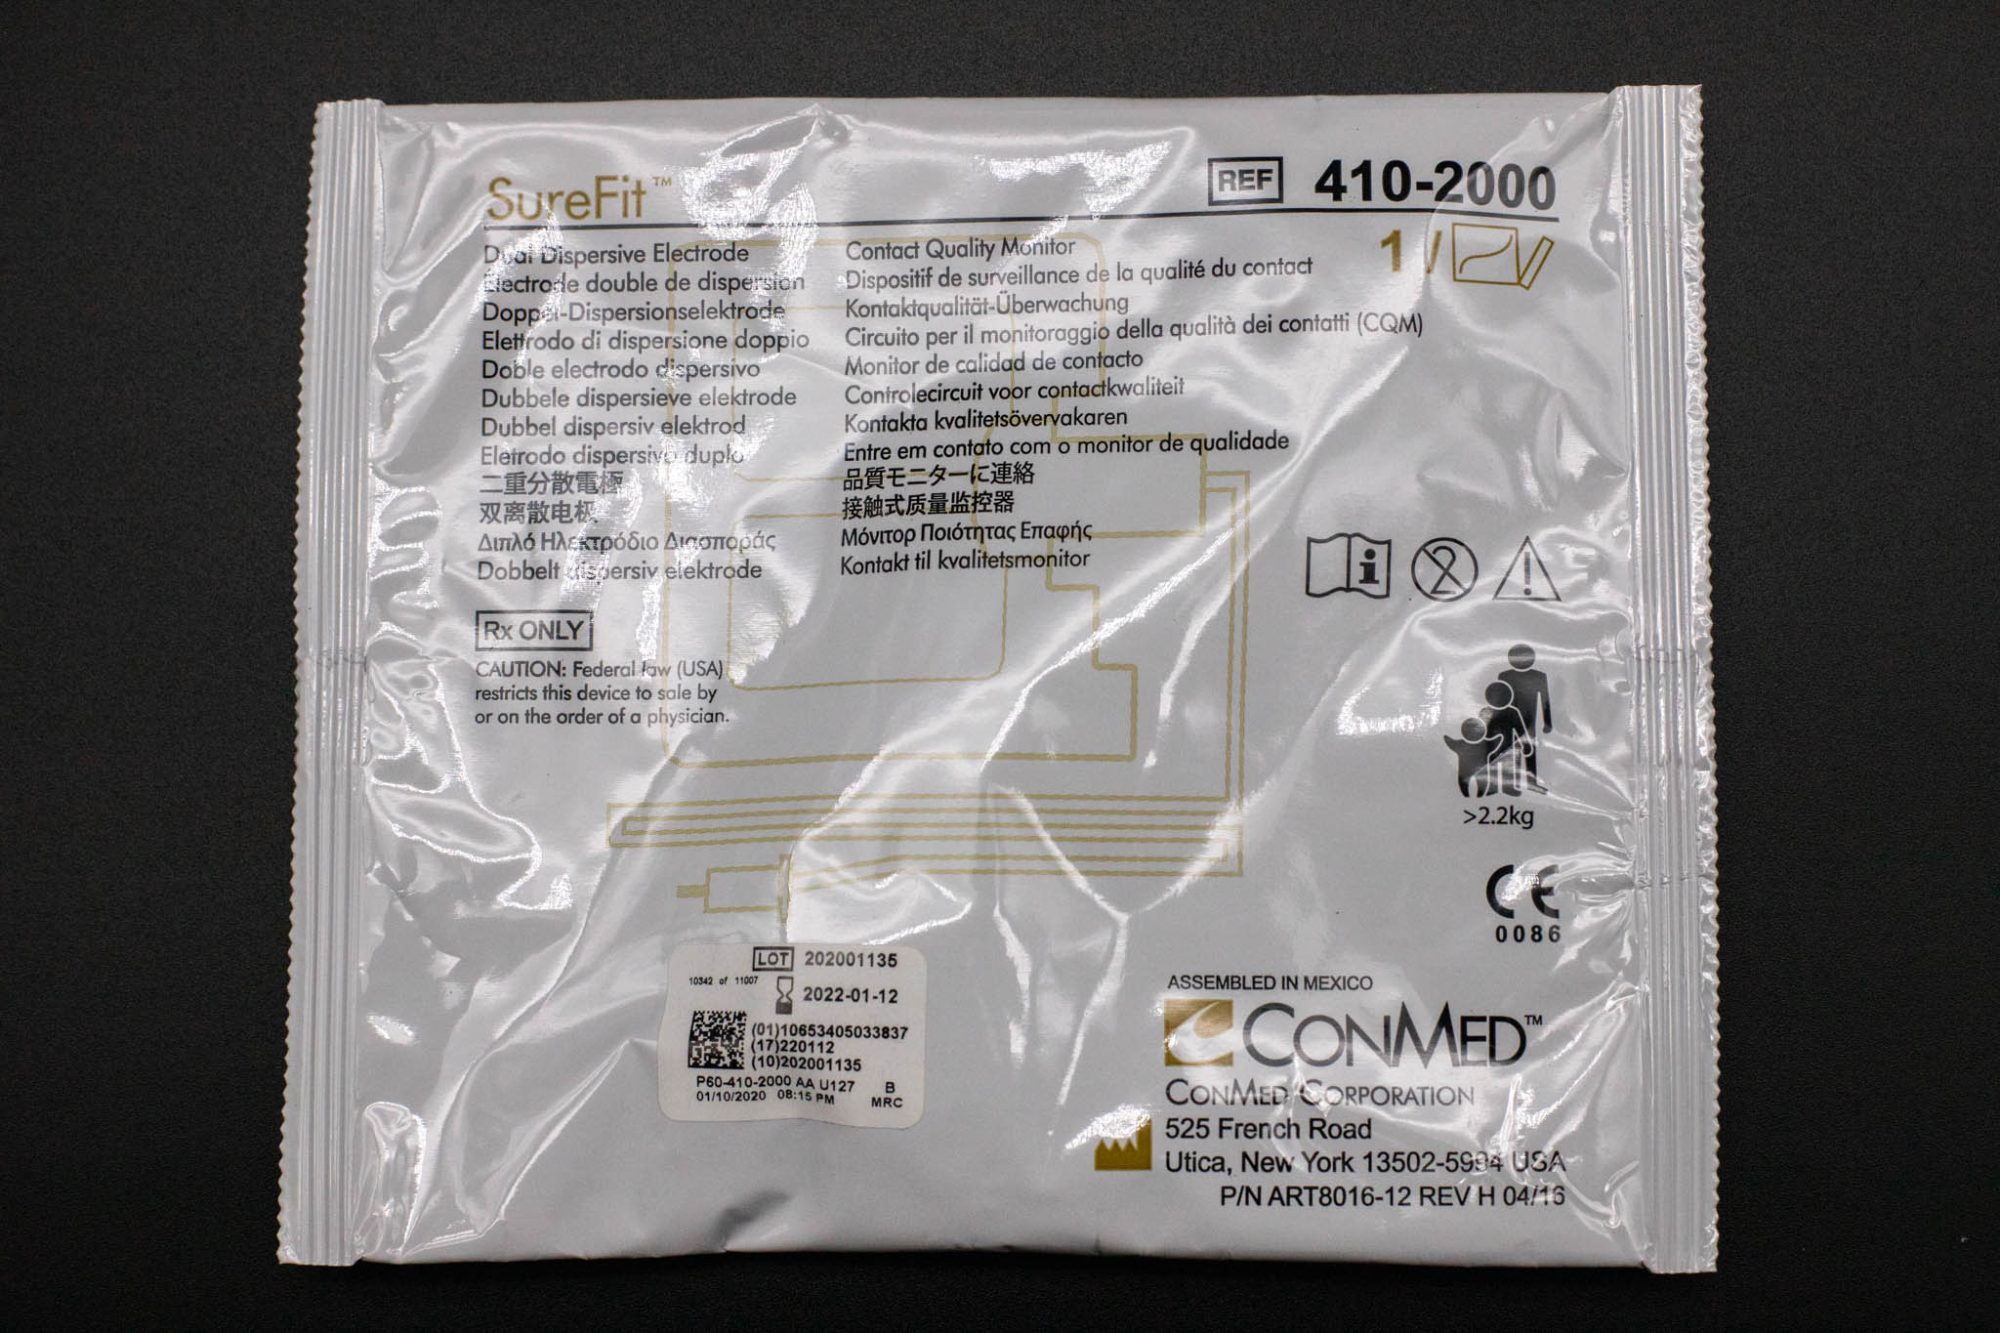 SureFit™
REF 410-2000
1 /
Dual Dispersive Electrode
Électrode double de dispersion
Doppel-Dispersionselektrode
Elettrodo di dispersione doppio
Doble electrodo dispersivo
Dubbele dispersieve elektrode
Dubbel dispersiv elektrod
Eletrodo dispersivo duplo
二重分散電極
双离散电极
Διπλό Ηλεκτρόδιο Διασποράς
Dobbelt dispersiv elektrode
Contact Quality Monitor
Dispositif de surveillance de la qualité du contact
Kontaktqualität-Überwachung
Circuito per il monitoraggio della qualità dei contatti (CQM)
Monitor de calidad de contacto
Controlecircuit voor contactkwaliteit
Kontakta kvalitetsövervakaren
Entre em contato com o monitor de qualidade
品質モニターに連絡
接触式质量监控器
Μόνιτορ Ποιότητας Επαφής
Kontakt til kvalitetsmonitor
Rx ONLY
CAUTION: Federal law (USA)
restricts this device to sale by
or on the order of a physician.
i
2
!
>2.2kg
CE
0086
LOT 202001135
10342 of 11007
2022-01-12
(01)10653405033837
(17)220112
(10)202001135
P60-410-2000 AA U127 B
01/10/2020 08:15 PM MRC
ASSEMBLED IN MEXICO
CONMED™
CONMED CORPORATION
525 French Road
Utica, New York 13502-5994 USA
P/N ART8016-12 REV H 04/16